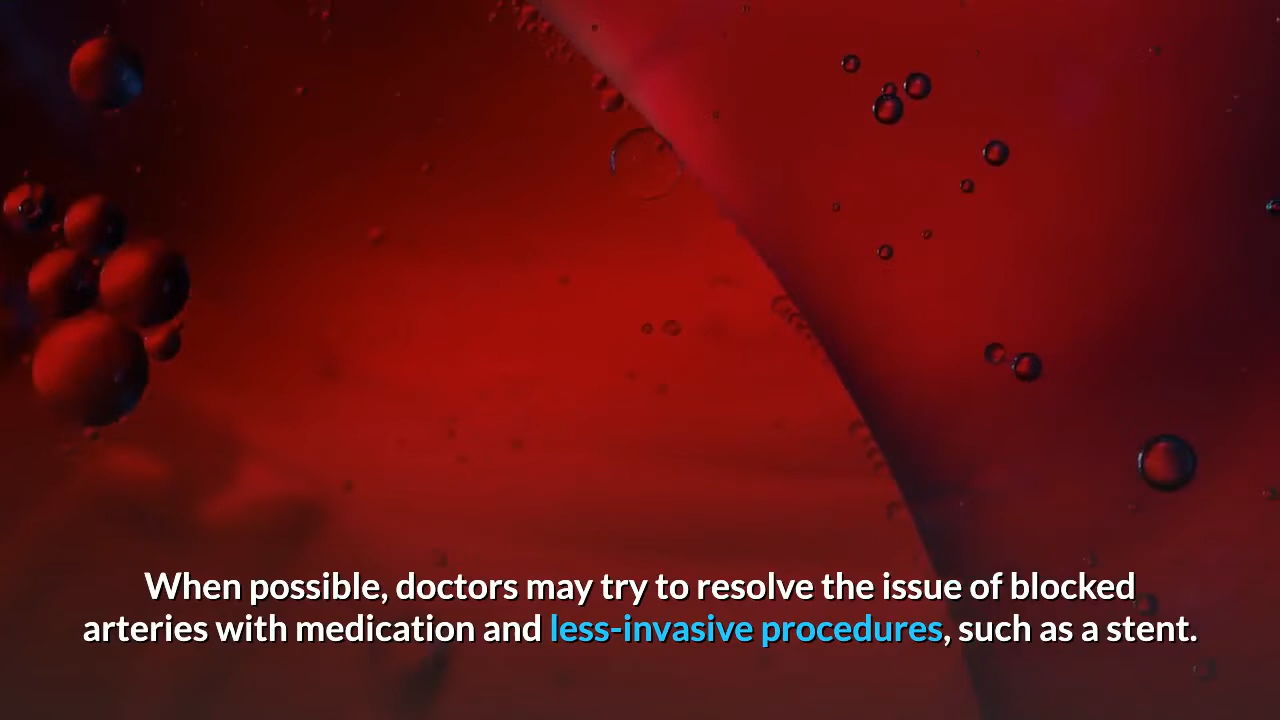 When possible, doctors may try to resolve the issue of blocked
arteries with medication and less-invasive procedures, such as a stent.